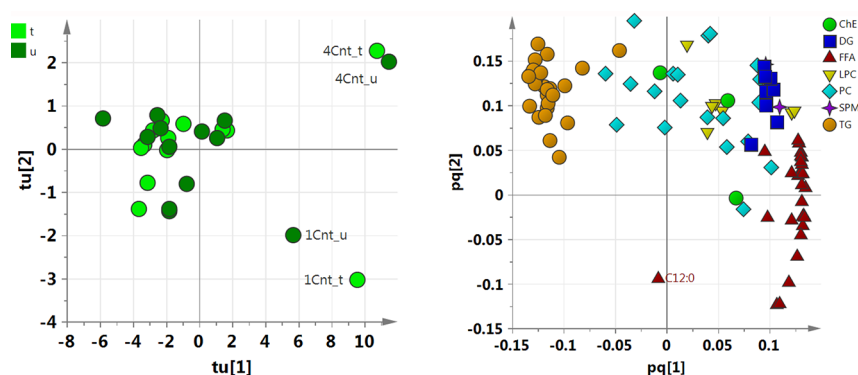 t
u
4Cnt_t
4Cnt_u
1Cnt_u
1Cnt_t
2
1
0
-1
-2
-3
-4
-8 -6 -4 -2 0 2 4 6 8 10
tu[1]
tu[2]
0.15
0.1
0.05
0
-0.05
-0.1
-0.15
-0.15 -0.1 -0.05 0 0.05 0.1
pq[1]
pq[2]
C12:0
ChE
DG
FFA
LPC
PC
SPM
TG